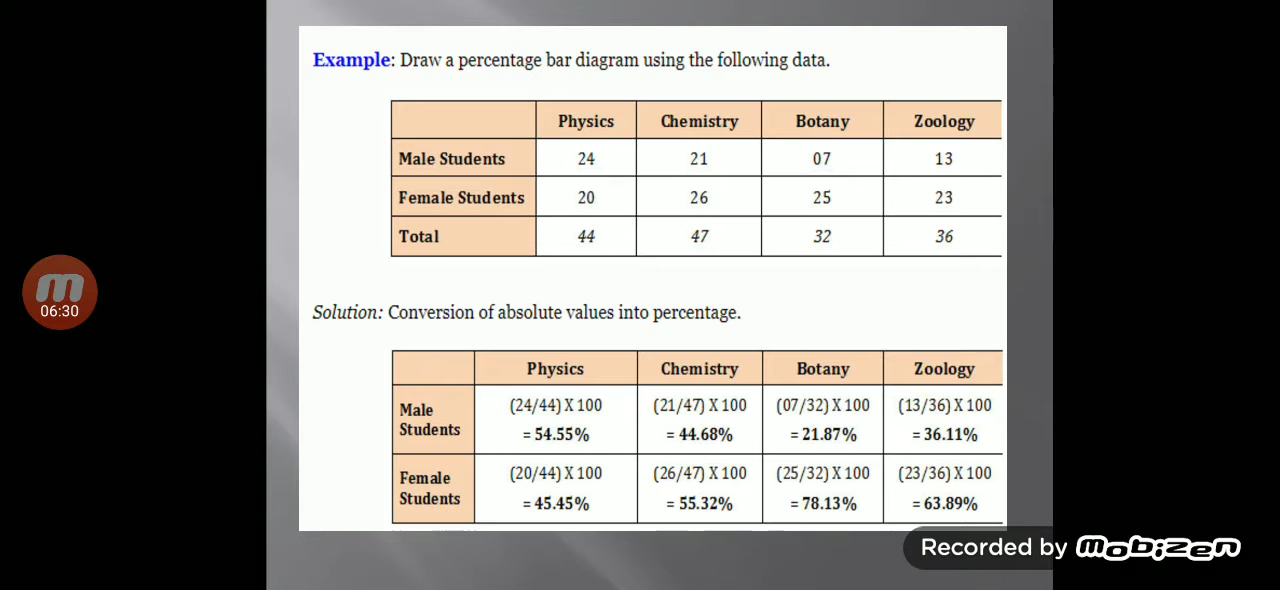 Example: Draw a percentage bar diagram using the following data.
Physics Chemistry Botany Zoology
Male Students 24 21 07 13
Female Students 20 26 25 23
Total 44 47 32 36
06:30
Solution: Conversion of absolute values into percentage.
Physics Chemistry Botany Zoology
Male Students (24/44) X 100 (21/47) X 100 (07/32) X 100 (13/36) X 100
= 54.55% = 44.68% = 21.87% = 36.11%
Female Students (20/44) X 100 (26/47) X 100 (25/32) X 100 (23/36) X 100
= 45.45% = 55.32% = 78.13% = 63.89%
Recorded by mobizen